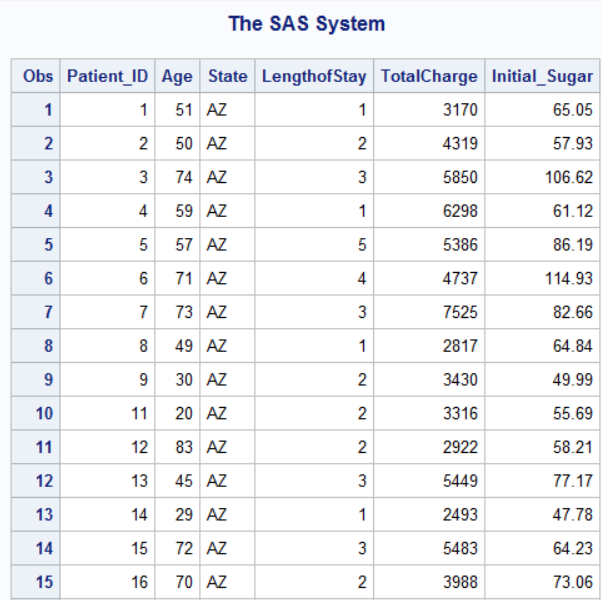 The SAS System
Obs Patient_ID Age State LengthofStay TotalCharge Initial_Sugar
1 1 51 AZ 1 3170 65.05
2 2 50 AZ 2 4319 57.93
3 3 74 AZ 3 5850 106.62
4 4 59 AZ 1 6298 61.12
5 5 57 AZ 5 5386 86.19
6 6 71 AZ 4 4737 114.93
7 7 73 AZ 3 7525 82.66
8 8 49 AZ 1 2817 64.84
9 9 30 AZ 2 3430 49.99
10 11 20 AZ 2 3316 55.69
11 12 83 AZ 2 2922 58.21
12 13 45 AZ 3 5449 77.17
13 14 29 AZ 1 2493 47.78
14 15 72 AZ 3 5483 64.23
15 16 70 AZ 2 3988 73.06